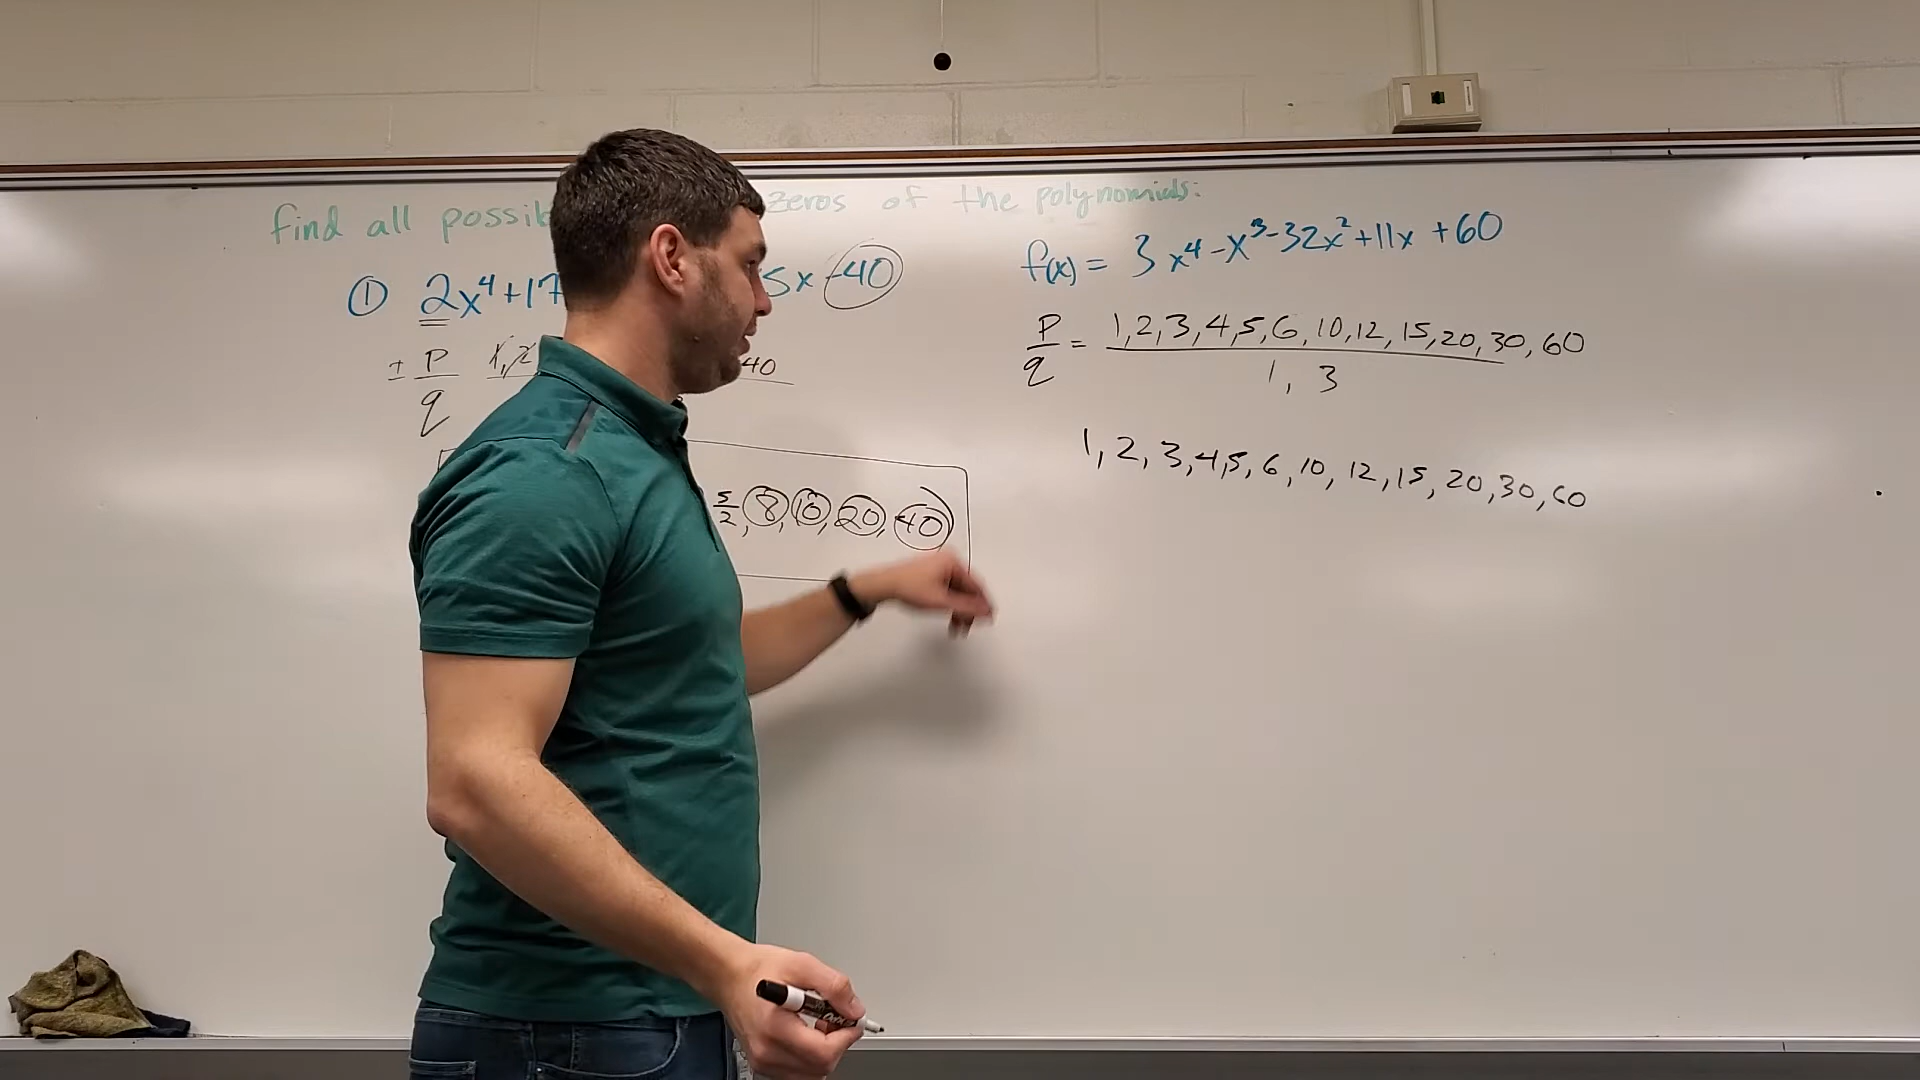 find all zeros of the polynomials:
① 2x⁴+17 5x -40
± P/q 1, 2 40
5/2, 8, 10, 20, 40
f(x) = 3x⁴-x³-32x²+11x+60
P/q = 1,2,3,4,5,6,10,12,15,20,30,60 / 1, 3
1, 2, 3, 4, 5, 6, 10, 12, 15, 20, 30, 60